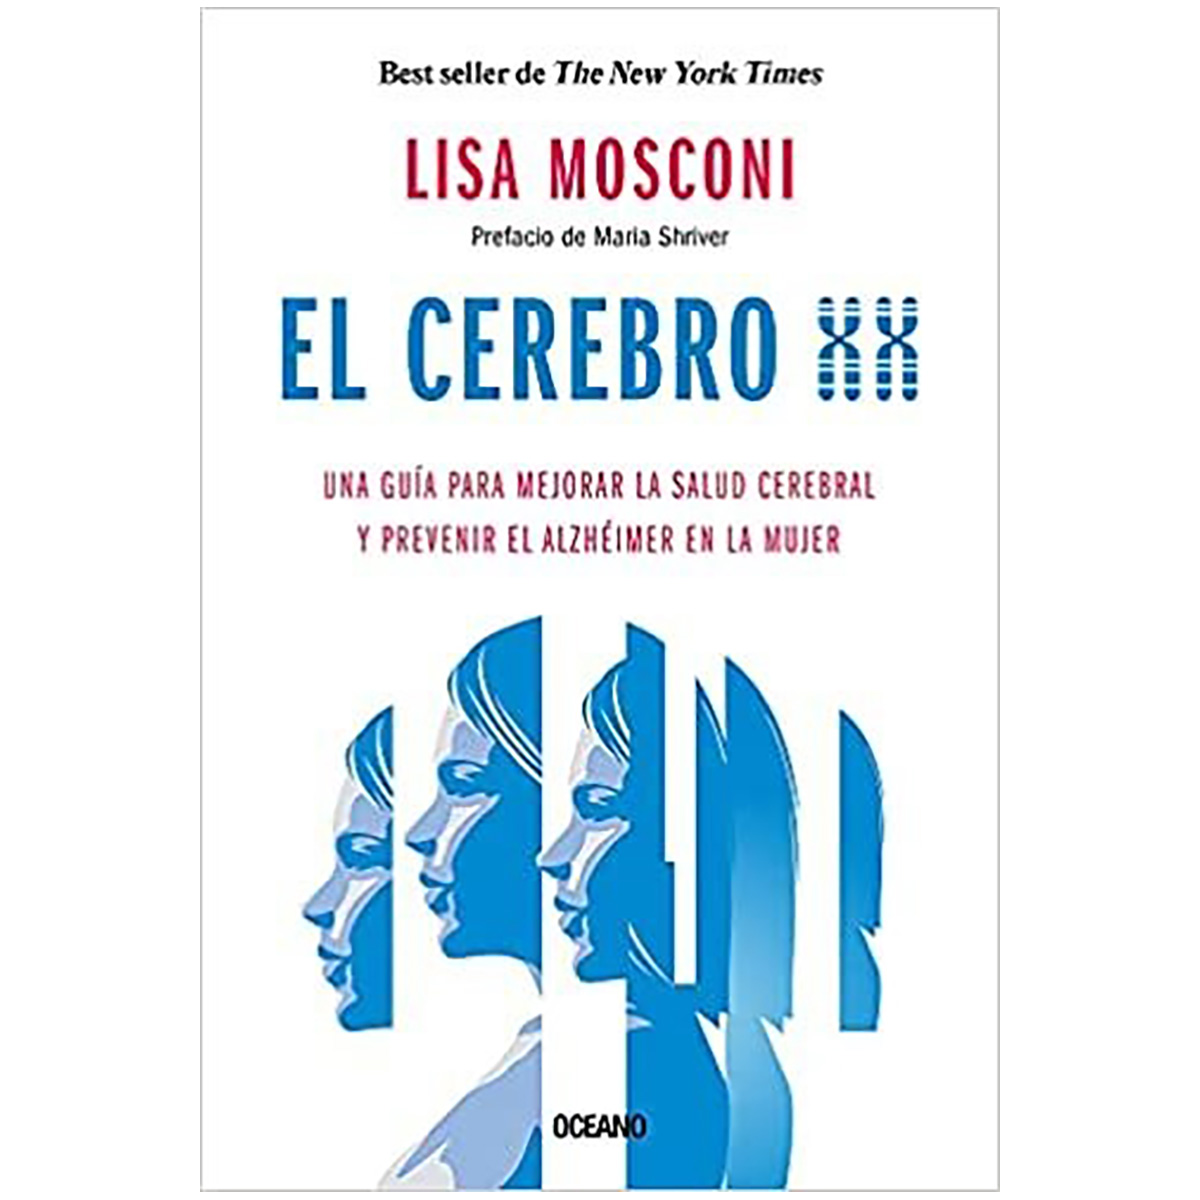 Best seller de The New York Times
LISA MOSCONI
Prefacio de Maria Shriver
EL CEREBRO XX
UNA GUÍA PARA MEJORAR LA SALUD CEREBRAL
Y PREVENIR EL ALZHÉIMER EN LA MUJER
OCEANO